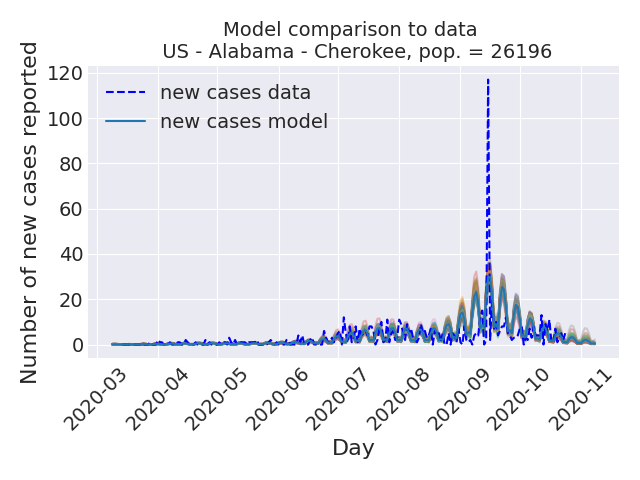 Model comparison to data
US - Alabama - Cherokee, pop. = 26196
Number of new cases reported
120
100
80
60
40
20
0
new cases data
new cases model
2020-03
2020-04
2020-05
2020-06
2020-07
2020-08
2020-09
2020-10
2020-11
Day